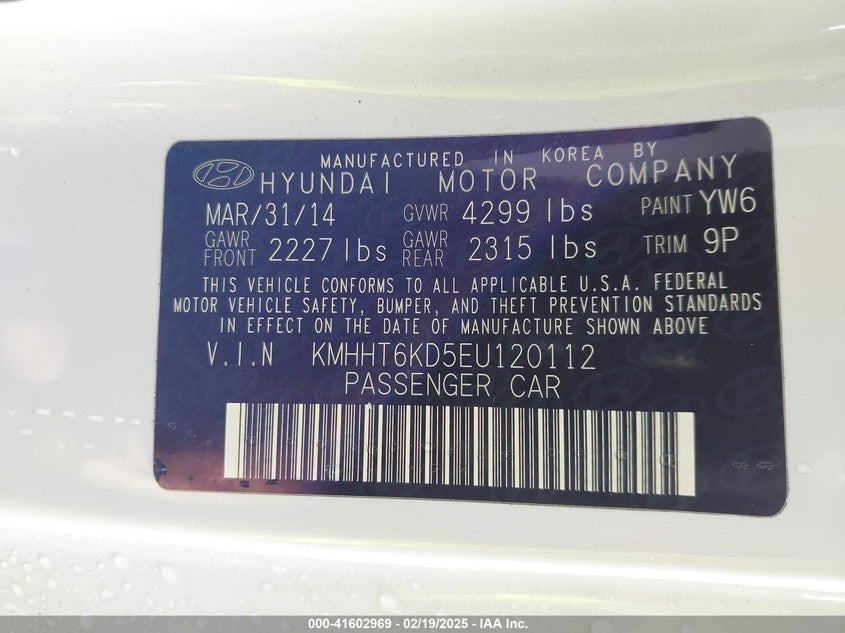 MANUFACTURED IN KOREA BY
HYUNDAI MOTOR COMPANY
MAR/31/14 GVWR 4299 lbs PAINT YW6
GAWR FRONT 2227 lbs GAWR REAR 2315 lbs TRIM 9P
THIS VEHICLE CONFORMS TO ALL APPLICABLE U.S.A. FEDERAL
MOTOR VEHICLE SAFETY, BUMPER, AND THEFT PREVENTION STANDARDS
IN EFFECT ON THE DATE OF MANUFACTURE SHOWN ABOVE
V.I.N KMHHT6KD5EU120112
PASSENGER CAR
000-41602969 - 02/19/2025 - IAA Inc.